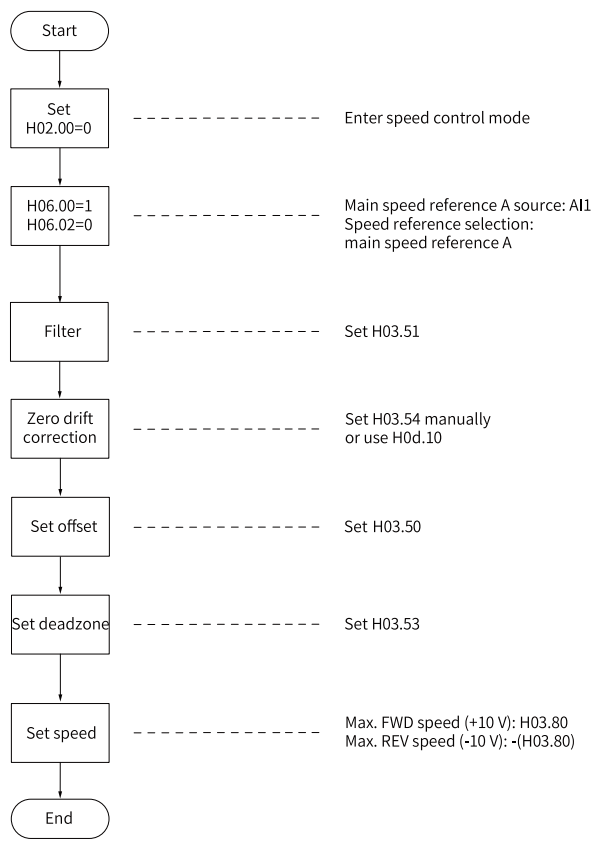 Start
Set
H02.00=0
Enter speed control mode
H06.00=1
H06.02=0
Main speed reference A source: AI1
Speed reference selection:
main speed reference A
Filter
Set H03.51
Zero drift
correction
Set H03.54 manually
or use H0d.10
Set offset
Set H03.50
Set deadzone
Set H03.53
Set speed
Max. FWD speed (+10 V): H03.80
Max. REV speed (-10 V): -(H03.80)
End